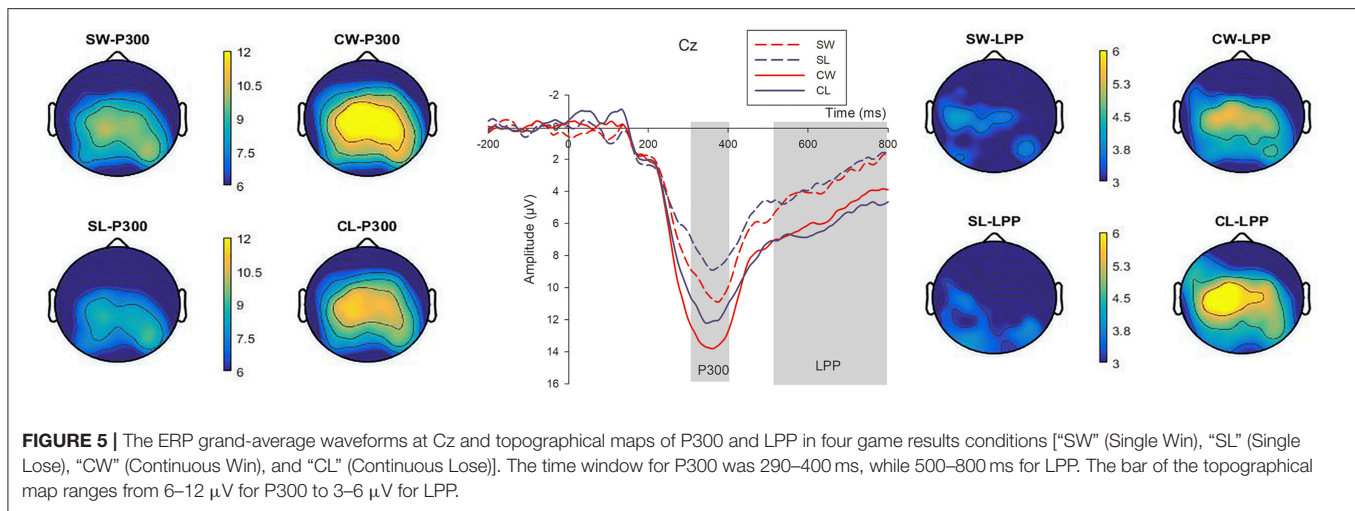 SW-P300
12
10.5
9
7.5
6
CW-P300
SL-P300
12
10.5
9
7.5
6
CL-P300
Cz
SW
SL
CW
CL
Time (ms)
-2
0
2
4
6
8
10
12
14
16
-200
200
400
600
800
Amplitude (µV)
P300
LPP
SW-LPP
6
5.3
4.5
3.8
3
CW-LPP
SL-LPP
6
5.3
4.5
3.8
3
CL-LPP
FIGURE 5 | The ERP grand-average waveforms at Cz and topographical maps of P300 and LPP in four game results conditions [“SW” (Single Win), “SL” (Single
Lose), “CW” (Continuous Win), and “CL” (Continuous Lose)]. The time window for P300 was 290–400 ms, while 500–800 ms for LPP. The bar of the topographical
map ranges from 6–12 µV for P300 to 3–6 µV for LPP.